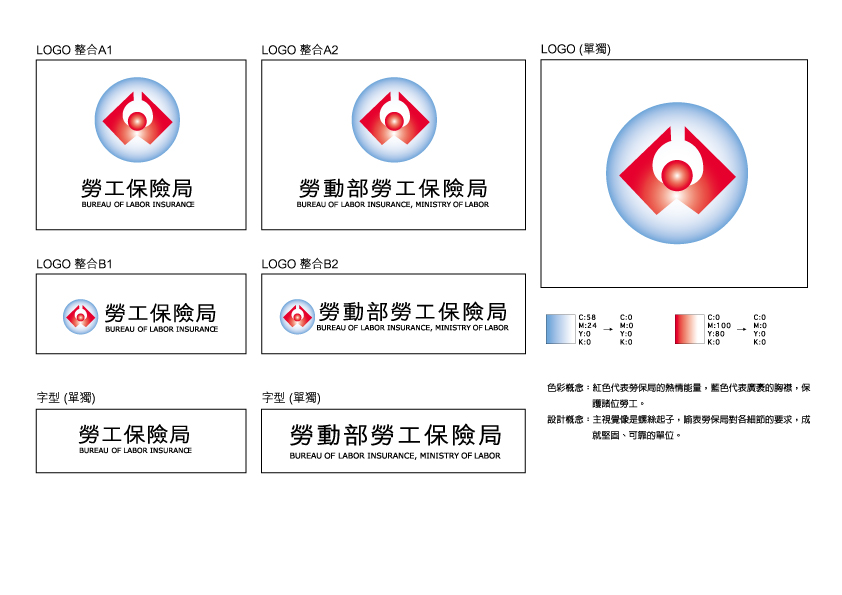 LOGO 整合A1
勞工保險局
BUREAU OF LABOR INSURANCE
LOGO 整合A2
勞動部勞工保險局
BUREAU OF LABOR INSURANCE, MINISTRY OF LABOR
LOGO (單獨)
LOGO 整合B1
勞工保險局
BUREAU OF LABOR INSURANCE
LOGO 整合B2
勞動部勞工保險局
BUREAU OF LABOR INSURANCE, MINISTRY OF LABOR
C:58
M:24
Y:0
K:0
→
C:0
M:0
Y:0
K:0
C:0
M:100
Y:80
K:0
→
C:0
M:0
Y:0
K:0
字型 (單獨)
勞工保險局
BUREAU OF LABOR INSURANCE
字型 (單獨)
勞動部勞工保險局
BUREAU OF LABOR INSURANCE, MINISTRY OF LABOR
色彩概念：紅色代表勞保局的熱情能量，藍色代表廣袤的胸襟，保
護諸位勞工。
設計概念：主視覺像是螺絲起子，喻表勞保局對各細節的要求，成
就堅固、可靠的單位。